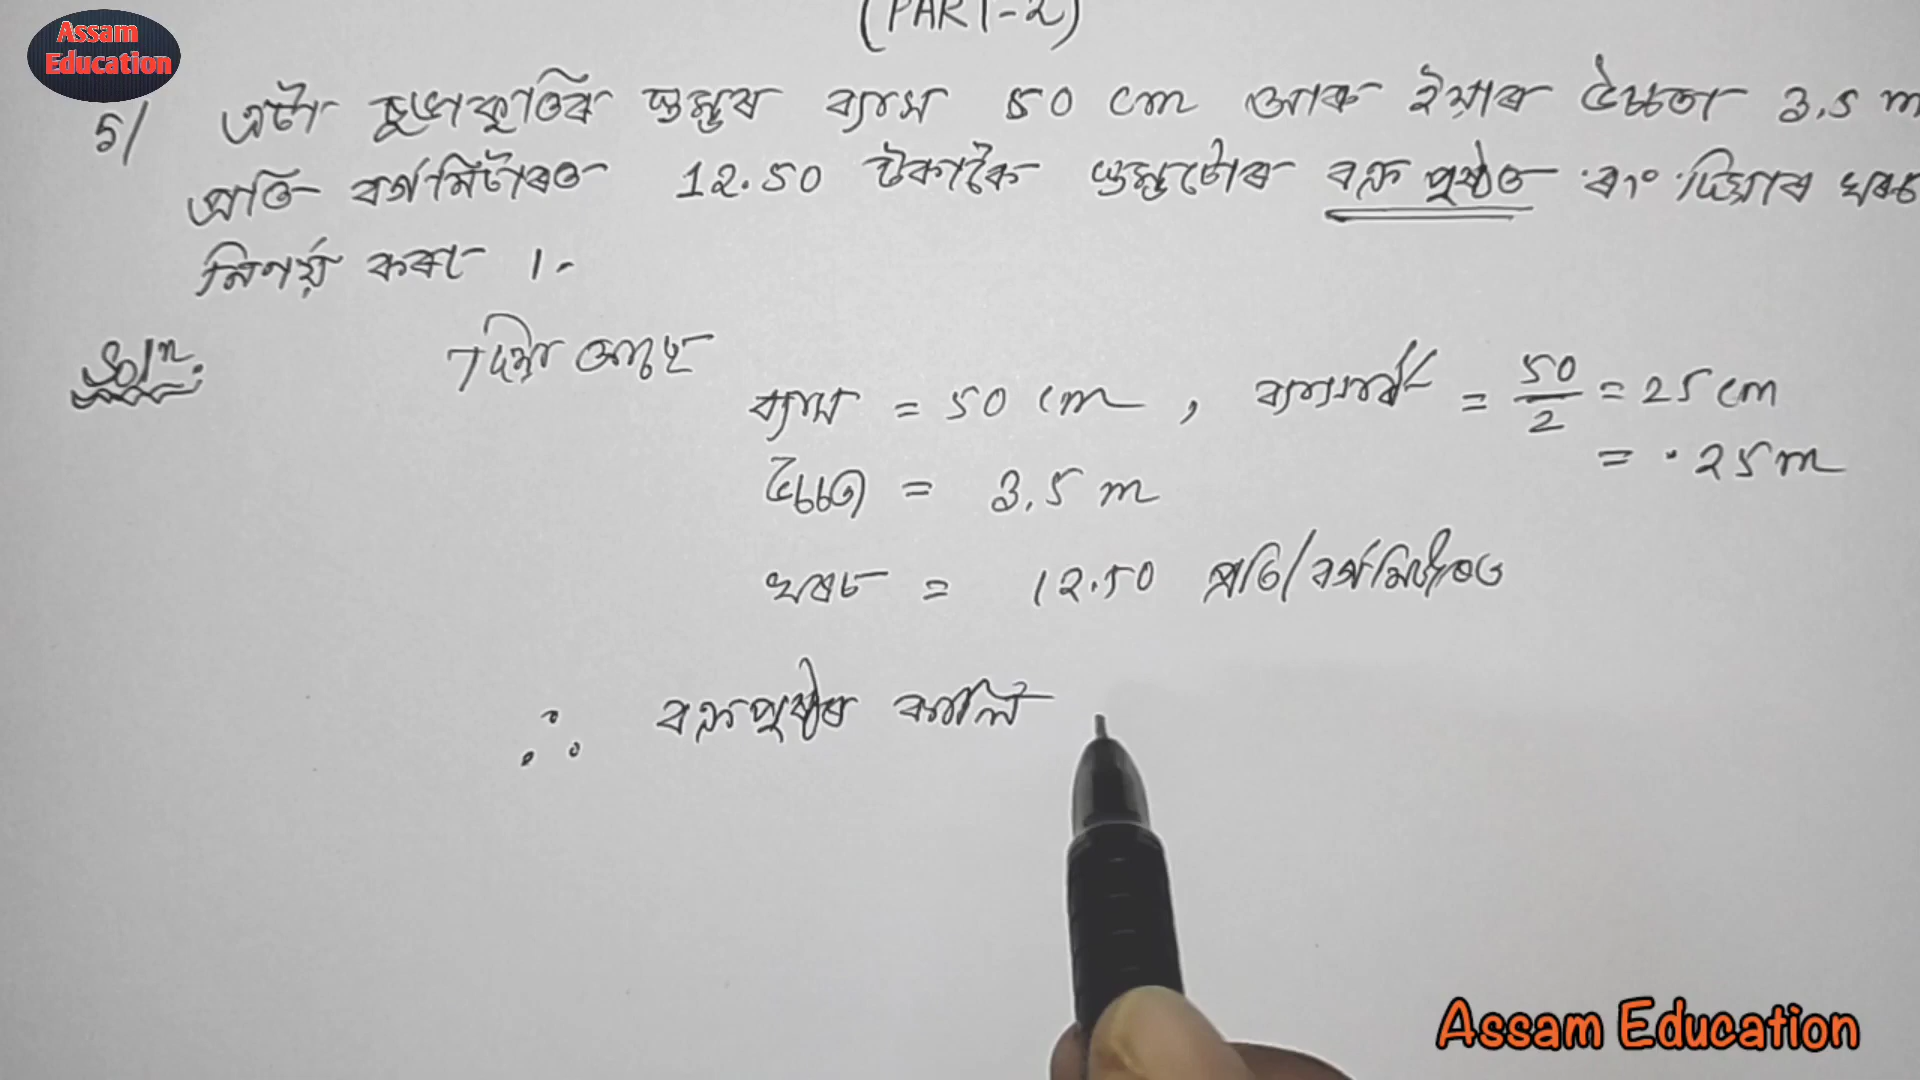 (PART-2)
Assam
Education
5/ এটা চুঙাকৃতিৰ স্তম্ভৰ ব্যাস 50 cm আৰু ইয়াৰ উচ্চতা 3.5 m
প্ৰতি বৰ্গমিটাৰত 12.50 টকাকৈ স্তম্ভটোৰ বক্ৰ পৃষ্ঠত ৰং দিয়াৰ খৰচ
নিৰ্ণয় কৰা ।
Solⁿ. দিয়া আছে
ব্যাস = 50 cm , ব্যাসাৰ্ধ = 50/2 = 25 cm
= .25 m
উচ্চতা = 3.5 m
খৰচ = 12.50 প্ৰতি/বৰ্গমিটাৰত
∴ বক্ৰপৃষ্ঠৰ কালি
Assam Education